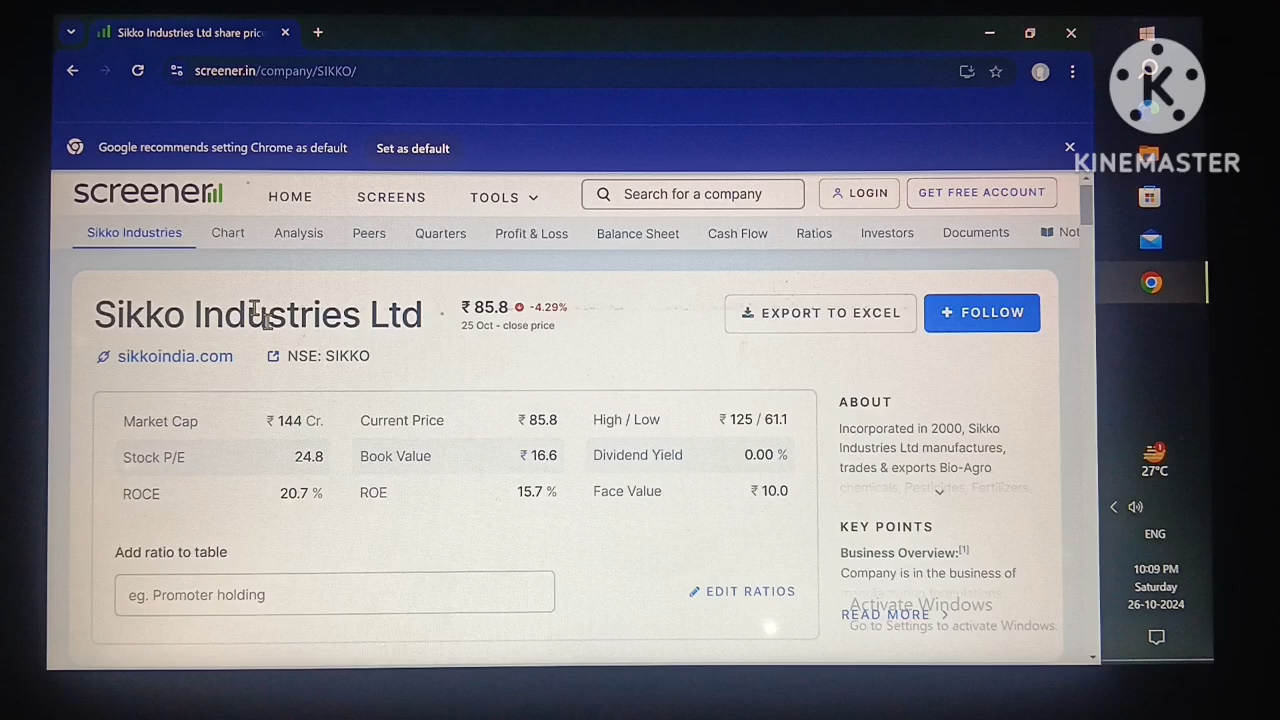 Sikko Industries Ltd share pric
screener.in/company/SIKKO/
KINEMASTER
Google recommends setting Chrome as default Set as default
screener HOME SCREENS TOOLS Search for a company LOGIN GET FREE ACCOUNT
Sikko Industries Chart Analysis Peers Quarters Profit & Loss Balance Sheet Cash Flow Ratios Investors Documents Not
Sikko Industries Ltd ₹ 85.8 -4.29% EXPORT TO EXCEL + FOLLOW
25 Oct - close price
sikkoindia.com NSE: SIKKO
Market Cap ₹ 144 Cr. Current Price ₹ 85.8 High / Low ₹ 125 / 61.1
Stock P/E 24.8 Book Value ₹ 16.6 Dividend Yield 0.00 %
ROCE 20.7 % ROE 15.7 % Face Value ₹ 10.0
Add ratio to table
eg. Promoter holding
EDIT RATIOS
ABOUT
Incorporated in 2000, Sikko
Industries Ltd manufactures,
trades & exports Bio-Agro
chemicals, Pesticides, Fertilizers,
KEY POINTS
Business Overview:[1]
Company is in the business of
READ MORE
Activate Windows
Go to Settings to activate Windows.
1
27°C
ENG
10:09 PM
Saturday
26-10-2024